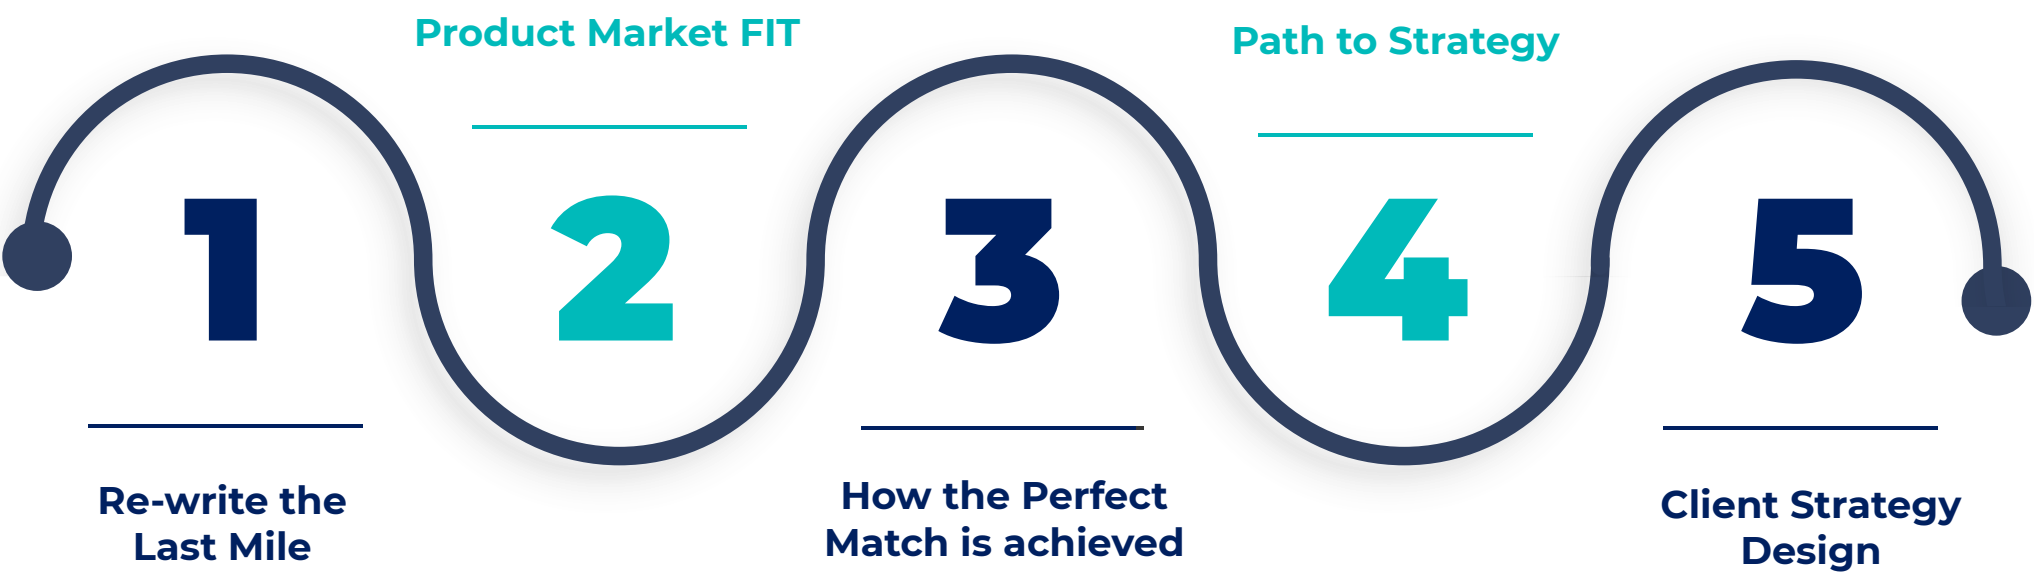 1
Re-write the
Last Mile
Product Market FIT
2
3
How the Perfect
Match is achieved
Path to Strategy
4
5
Client Strategy
Design